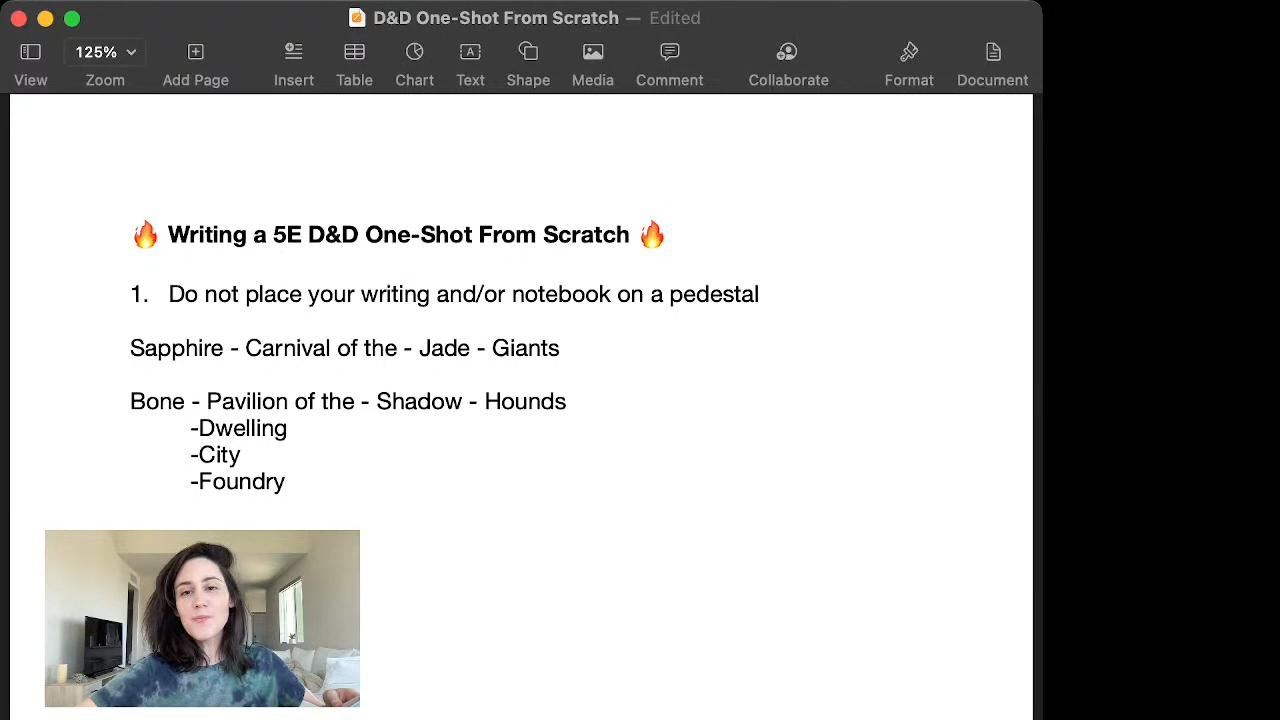 D&D One-Shot From Scratch — Edited
125%
View Zoom Add Page Insert Table Chart Text Shape Media Comment Collaborate Format Document
🔥 Writing a 5E D&D One-Shot From Scratch 🔥
1. Do not place your writing and/or notebook on a pedestal
Sapphire - Carnival of the - Jade - Giants
Bone - Pavilion of the - Shadow - Hounds
-Dwelling
-City
-Foundry